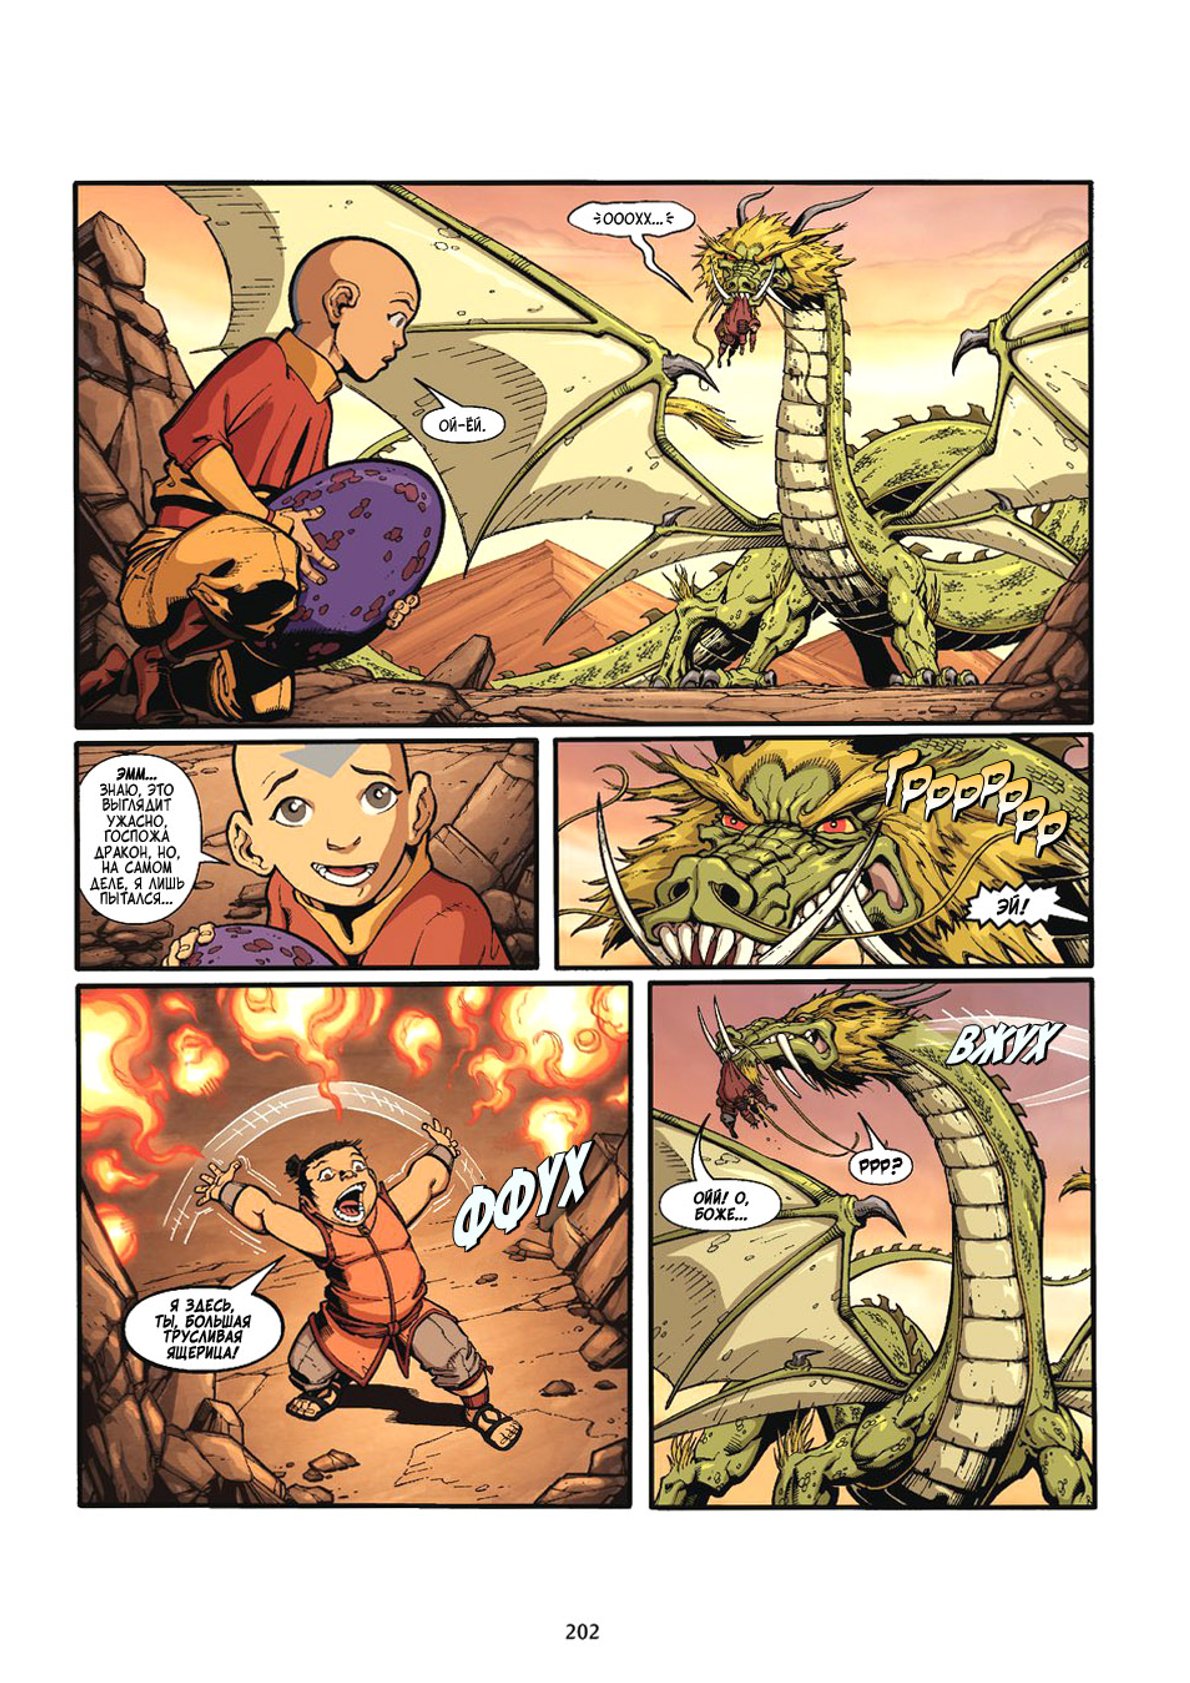 ОООХХ...
ОЙ-ЁЙ.
ЭММ...
ЗНАЮ, ЭТО
ВЫГЛЯДИТ
УЖАСНО,
ГОСПОЖА
ДРАКОН, НО,
НА САМОМ
ДЕЛЕ, Я ЛИШЬ
ПЫТАЛСЯ...
ГРРРРРРР
ЭЙ!
ФФУХ
Я ЗДЕСЬ,
ТЫ, БОЛЬШАЯ
ТРУСЛИВАЯ
ЯЩЕРИЦА!
ВЖУХ
РРР?
ОЙЙ! О,
БОЖЕ...
202